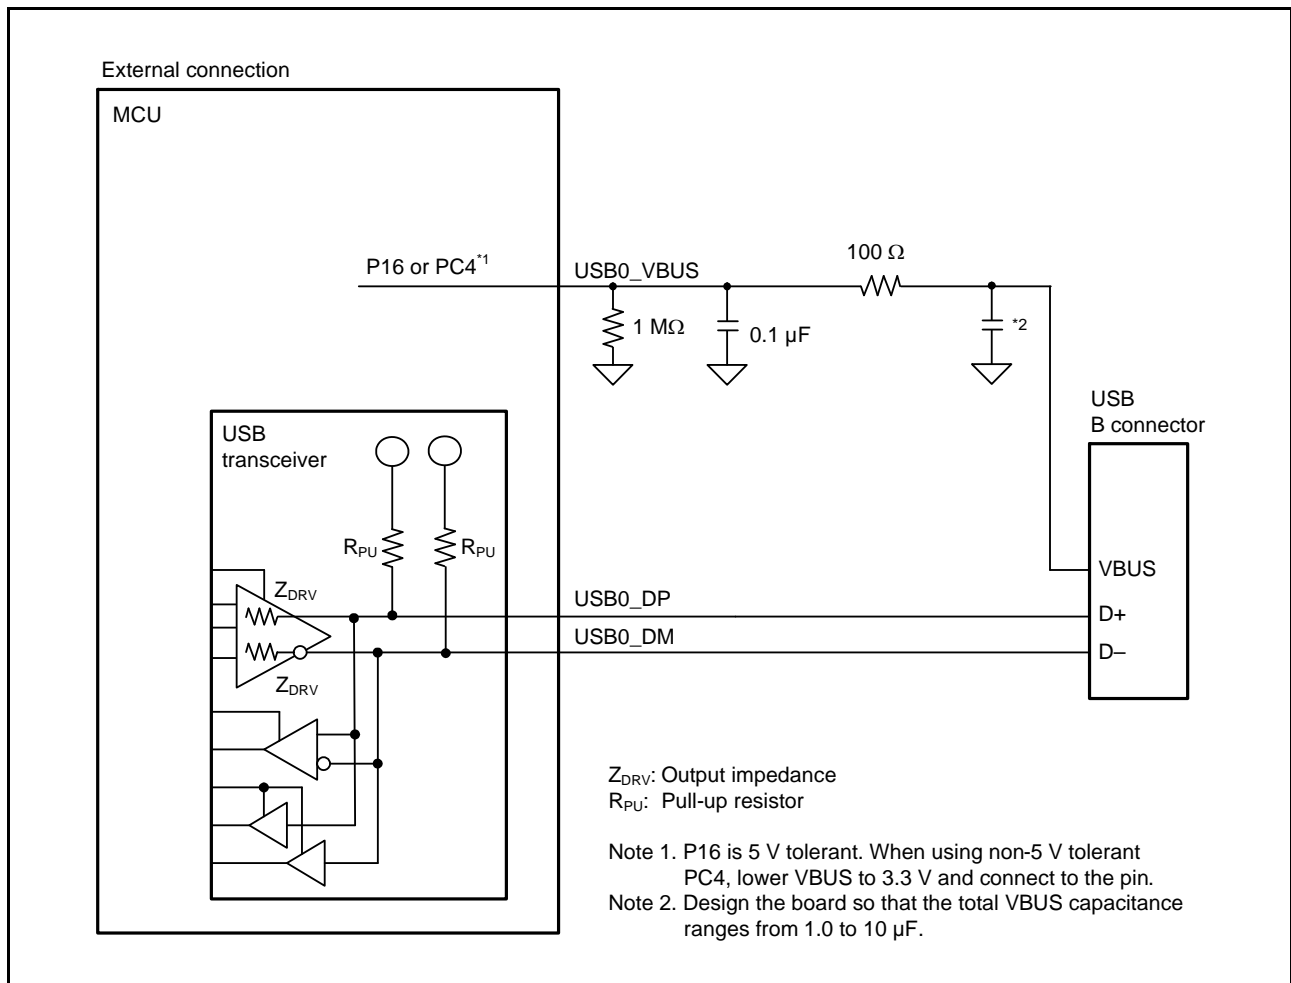 External connection
MCU
P16 or PC4*1
USB0_VBUS
100 Ω
1 MΩ
0.1 µF
*2
USB
B connector
USB
transceiver
RPU
RPU
VBUS
ZDRV
USB0_DP
D+
USB0_DM
D–
ZDRV
ZDRV: Output impedance
RPU: Pull-up resistor
Note 1. P16 is 5 V tolerant. When using non-5 V tolerant
PC4, lower VBUS to 3.3 V and connect to the pin.
Note 2. Design the board so that the total VBUS capacitance
ranges from 1.0 to 10 µF.